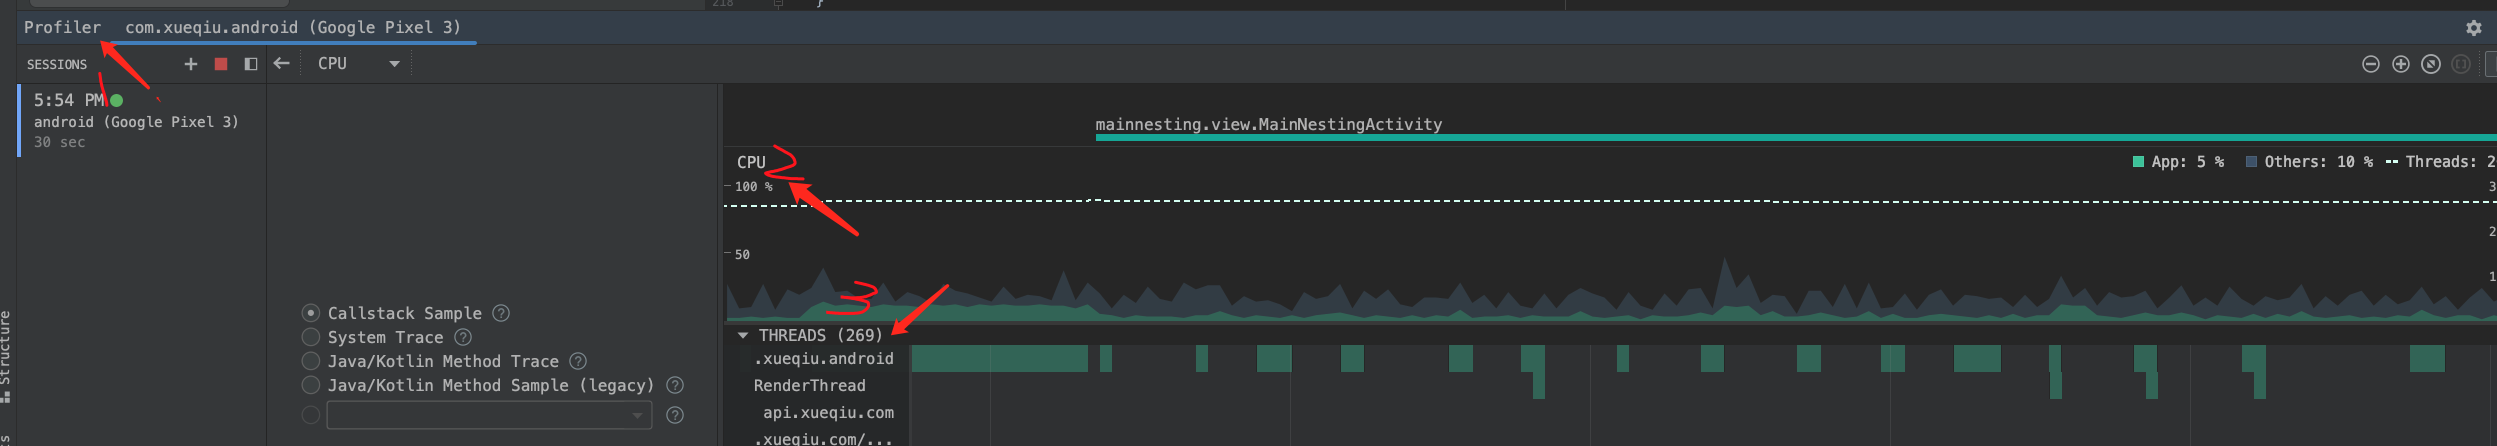 218 }
Profiler com.xueqiu.android (Google Pixel 3)
SESSIONS CPU
5:54 PM
android (Google Pixel 3)
30 sec
mainnesting.view.MainNestingActivity
CPU App: 5 % Others: 10 % Threads: 2
100 % 3
2
50
1
Callstack Sample ?
System Trace ?
Java/Kotlin Method Trace ?
Java/Kotlin Method Sample (legacy) ?
?
THREADS (269)
.xueqiu.android
RenderThread
api.xueqiu.com
.xueqiu.com/...
Structure